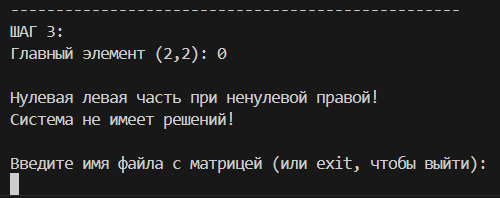 --------------------------------------------------
ШАГ 3:
Главный элемент (2,2): 0
Нулевая левая часть при ненулевой правой!
Система не имеет решений!
Введите имя файла с матрицей (или exit, чтобы выйти):